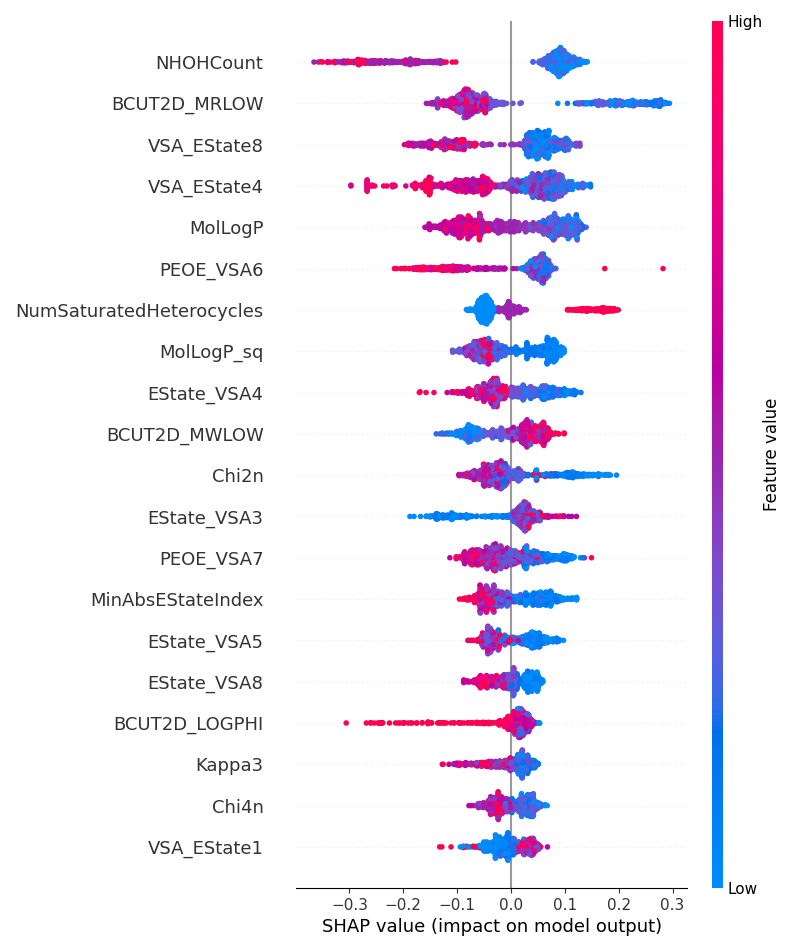 High
NHOHCount
BCUT2D_MRLOW
VSA_EState8
VSA_EState4
MolLogP
PEOE_VSA6
NumSaturatedHeterocycles
MolLogP_sq
EState_VSA4
BCUT2D_MWLOW
Chi2n
EState_VSA3
PEOE_VSA7
MinAbsEStateIndex
EState_VSA5
EState_VSA8
BCUT2D_LOGPHI
Kappa3
Chi4n
VSA_EState1
Feature value
Low
−0.3 −0.2 −0.1 0.0 0.1 0.2 0.3
SHAP value (impact on model output)